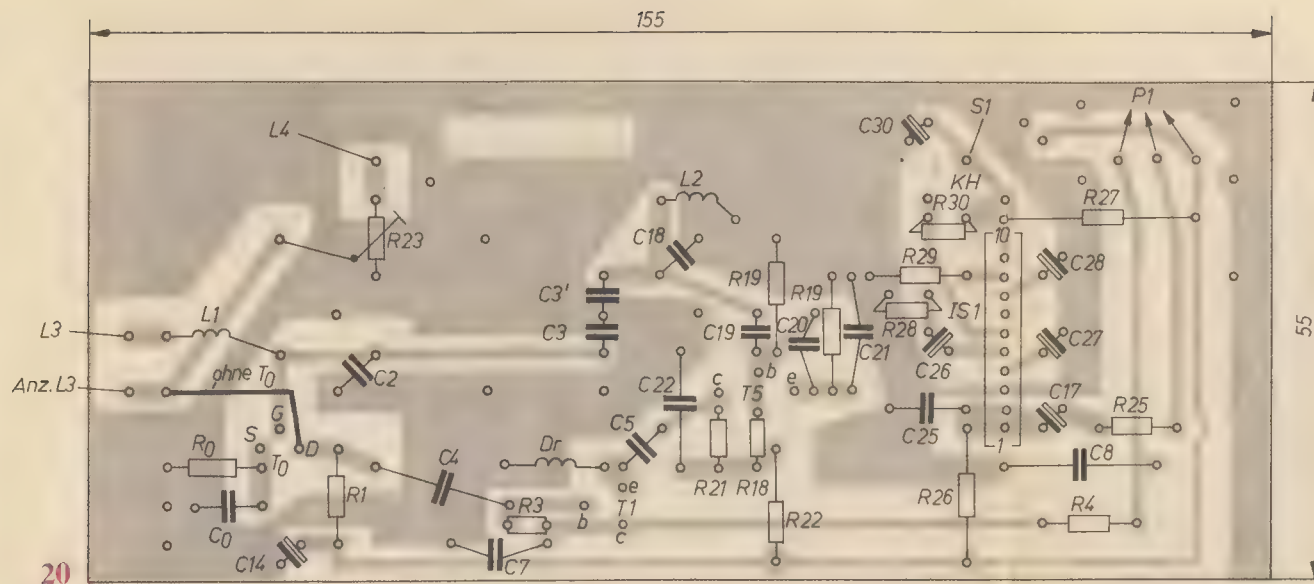 155
L4
C30
S1
P1
L2
KH
R30
R27
R23
C18
10
R19
R29
C28
R19
C3'
L3
L1
C3
C19
C20
C21
R28
IS1
C27
55
Anz. L3
ohne T0
C2
C22
b
C26
c
T5
e
G
C5
C17
R25
S
D
C25
R0
T0
Dr
1
C4
C8
R1
e
R21
R18
R26
R3
b
T1
R22
R4
C0
c
C14
C7
20